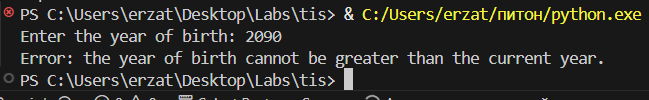 PS C:\Users\erzat\Desktop\Labs\tis> & C:/Users/erzat/питон/python.exe
Enter the year of birth: 2090
Error: the year of birth cannot be greater than the current year.
PS C:\Users\erzat\Desktop\Labs\tis>